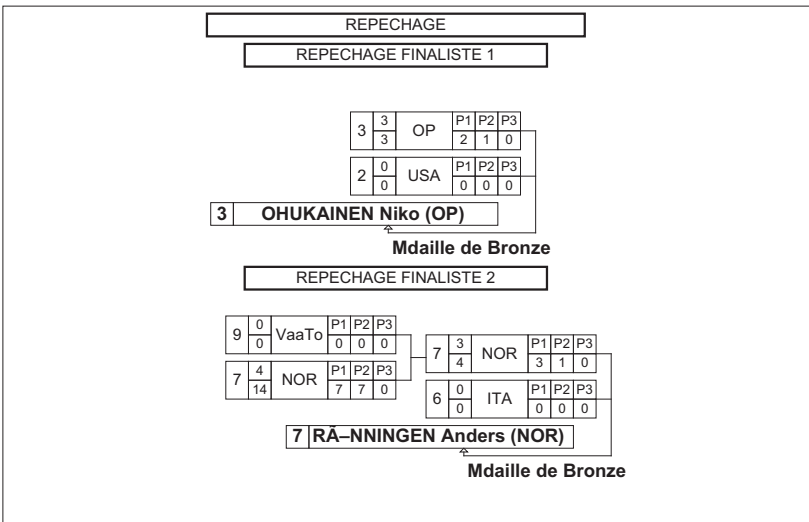 REPECHAGE
REPECHAGE FINALISTE 1
3 3 OP P1 P2 P3
3 2 1 0
2 0 USA P1 P2 P3
0 0 0 0
3 OHUKAINEN Niko (OP)
Mdaille de Bronze
REPECHAGE FINALISTE 2
9 0 VaaTo P1 P2 P3
0 0 0 0
7 4 NOR P1 P2 P3
14 7 7 0
7 3 NOR P1 P2 P3
4 3 1 0
6 0 ITA P1 P2 P3
0 0 0 0
7 RÃ–NNINGEN Anders (NOR)
Mdaille de Bronze